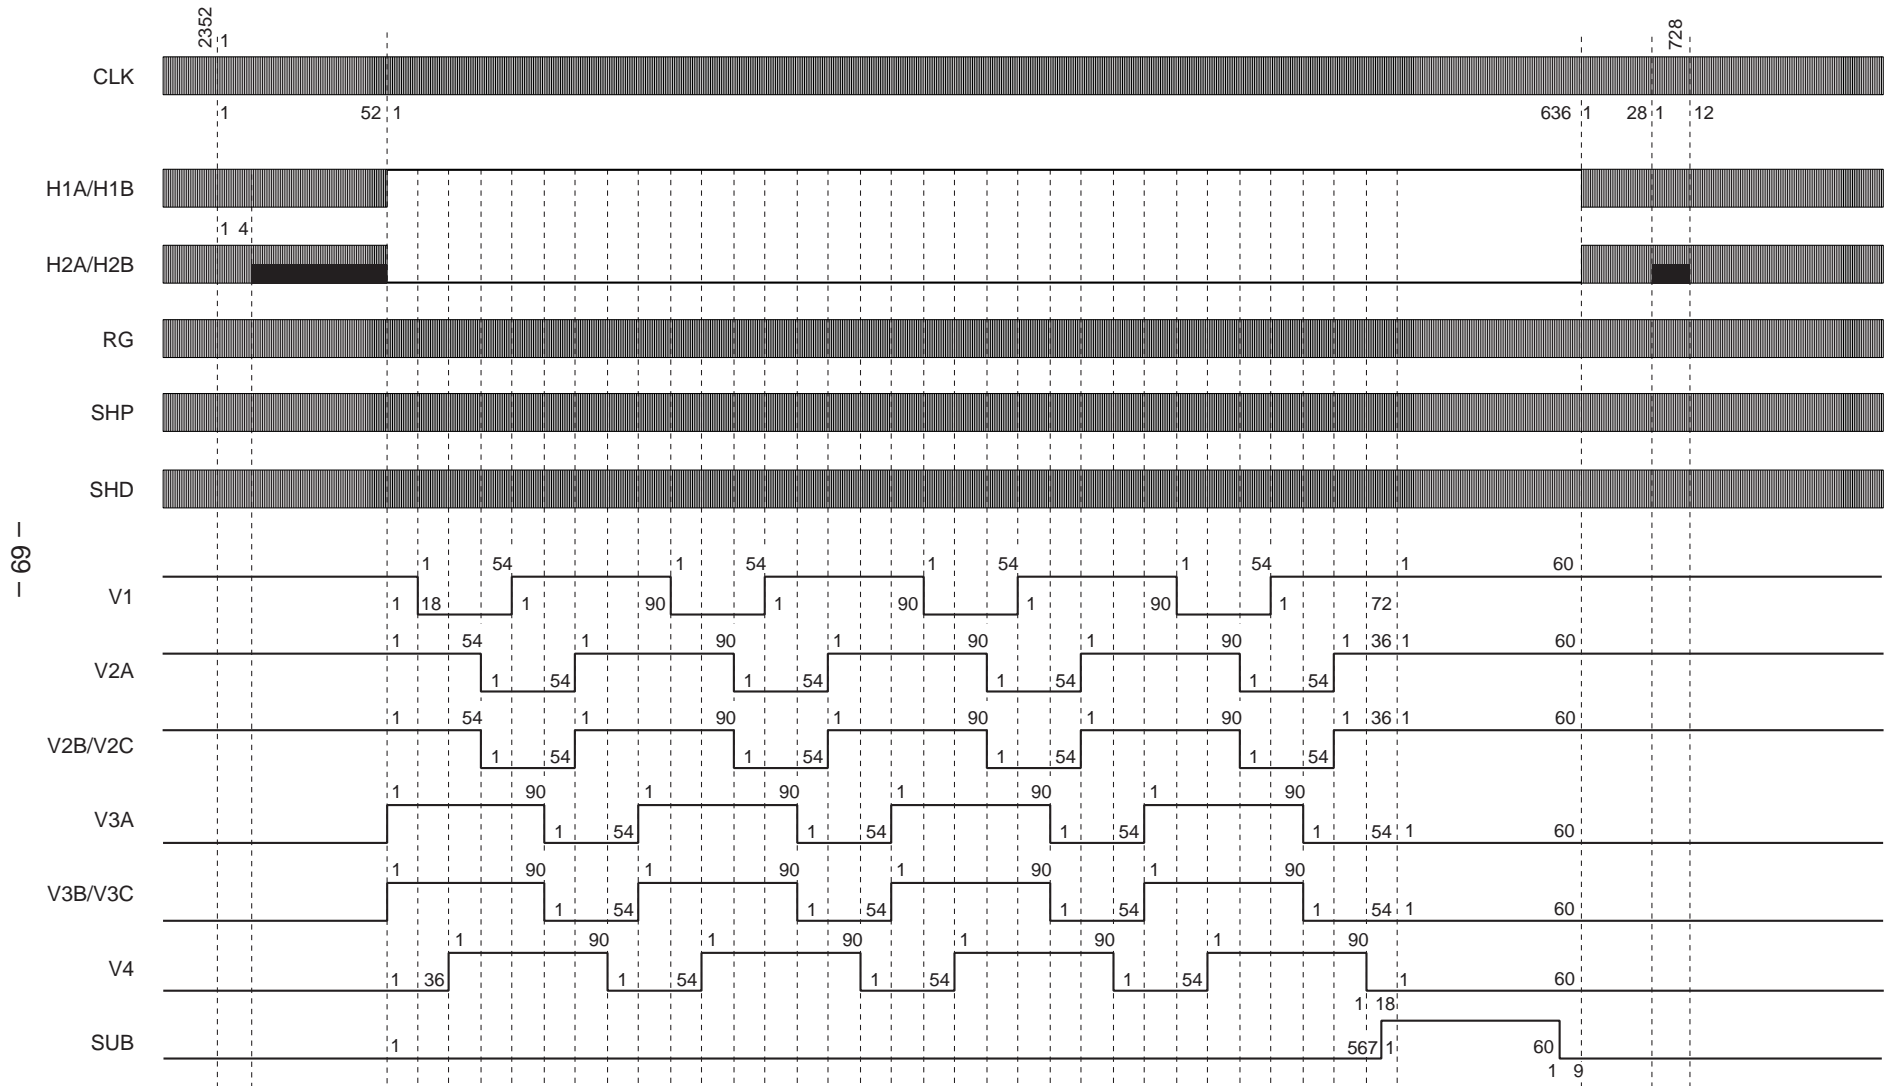 2352 1 728
CLK
1 52 1 636 1 28 1 12
H1A/H1B
1 4
H2A/H2B
RG
SHP
SHD
– 69 –
1 54 1 54 1 54 1 54 1 60
V1
1 18 1 90 1 90 1 90 1 72
1 54 1 90 1 90 1 90 1 36 1 60
V2A
1 54 1 54 1 54 1 54
1 54 1 90 1 90 1 90 1 36 1 60
V2B/V2C
1 54 1 54 1 54 1 54
1 90 1 90 1 90 1 90
V3A
1 54 1 54 1 54 1 54 1 60
1 90 1 90 1 90 1 90
V3B/V3C
1 54 1 54 1 54 1 54 1 60
1 90 1 90 1 90 1 90
V4
1 36 1 54 1 54 1 54 1 60
1 18
SUB
1 567 1 60
1 9